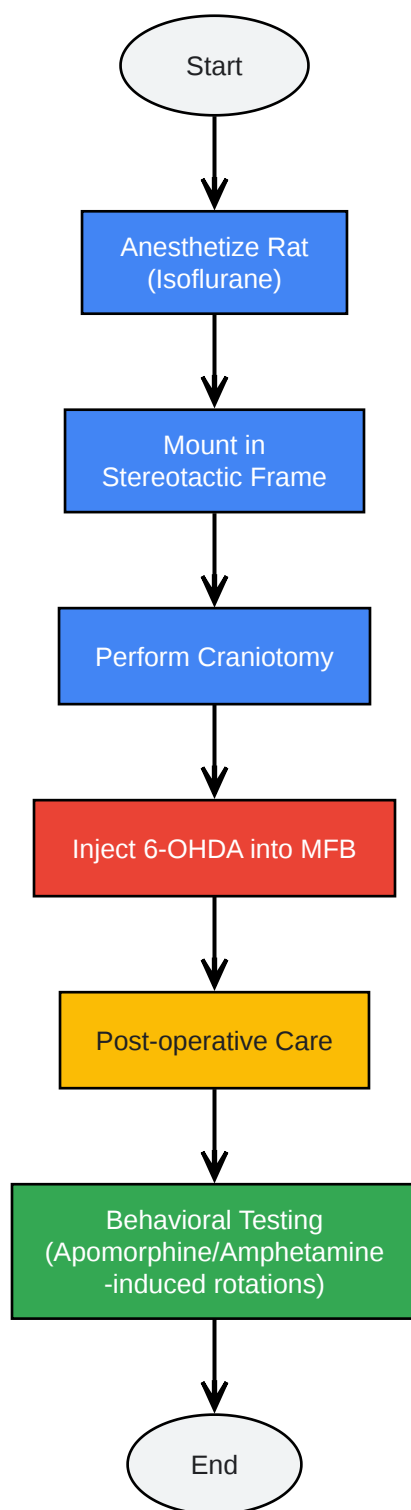 Start
Anesthetize Rat
(Isoflurane)
Mount in
Stereotactic Frame
Perform Craniotomy
Inject 6-OHDA into MFB
Post-operative Care
Behavioral Testing
(Apomorphine/Amphetamine
-induced rotations)
End